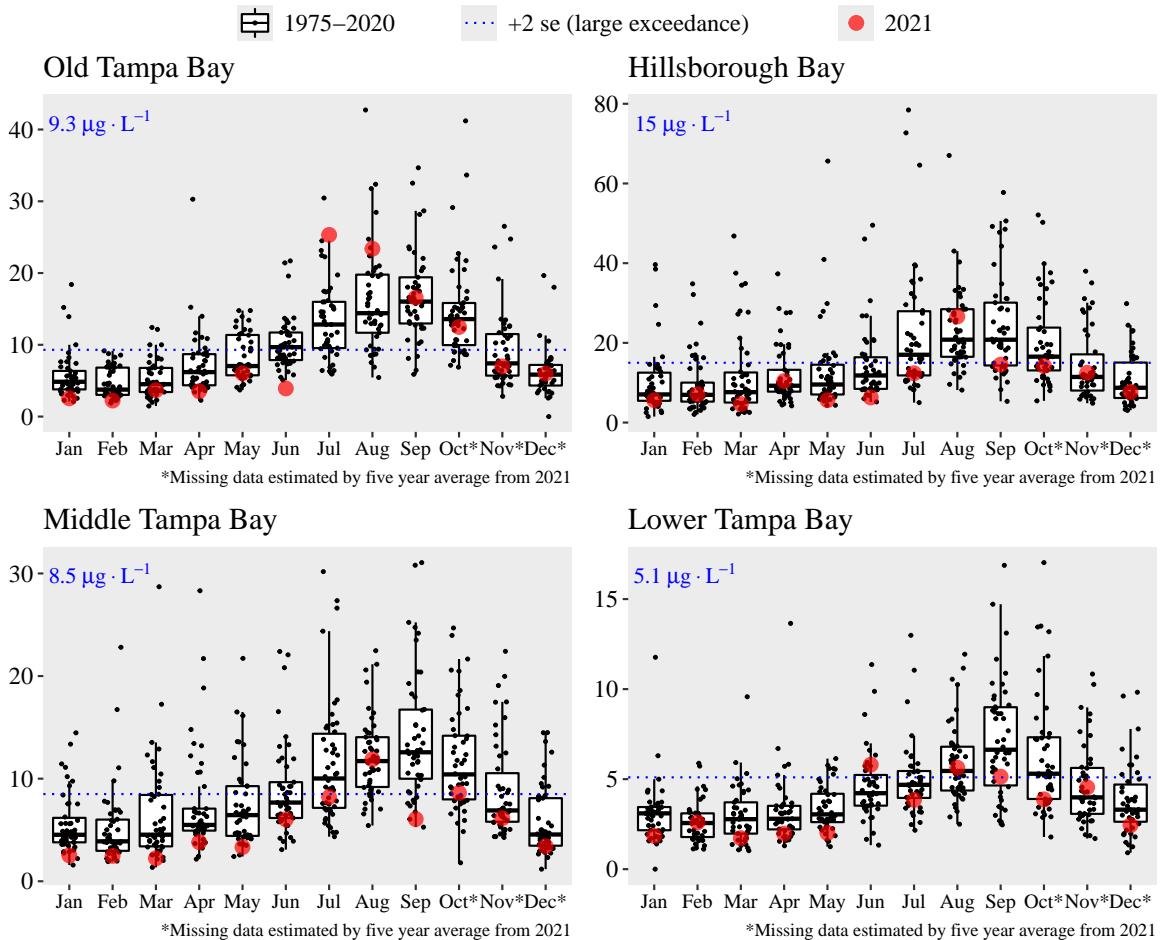 1975–2020 +2 se (large exceedance) 2021
Old Tampa Bay
9.3 μg · L⁻¹
40
30
20
10
0
Jan Feb Mar Apr May Jun Jul Aug Sep Oct* Nov* Dec*
*Missing data estimated by five year average from 2021
Hillsborough Bay
15 μg · L⁻¹
80
60
40
20
0
Jan Feb Mar Apr May Jun Jul Aug Sep Oct* Nov* Dec*
*Missing data estimated by five year average from 2021
Middle Tampa Bay
8.5 μg · L⁻¹
30
20
10
0
Jan Feb Mar Apr May Jun Jul Aug Sep Oct* Nov* Dec*
*Missing data estimated by five year average from 2021
Lower Tampa Bay
5.1 μg · L⁻¹
15
10
5
0
Jan Feb Mar Apr May Jun Jul Aug Sep Oct* Nov* Dec*
*Missing data estimated by five year average from 2021